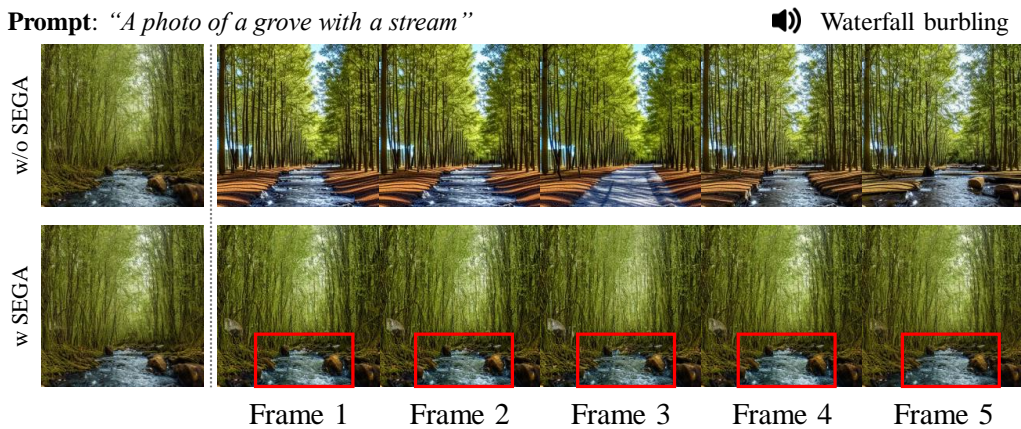 Prompt: “A photo of a grove with a stream” Waterfall burbling
w/o SEGA
w SEGA
Frame 1 Frame 2 Frame 3 Frame 4 Frame 5